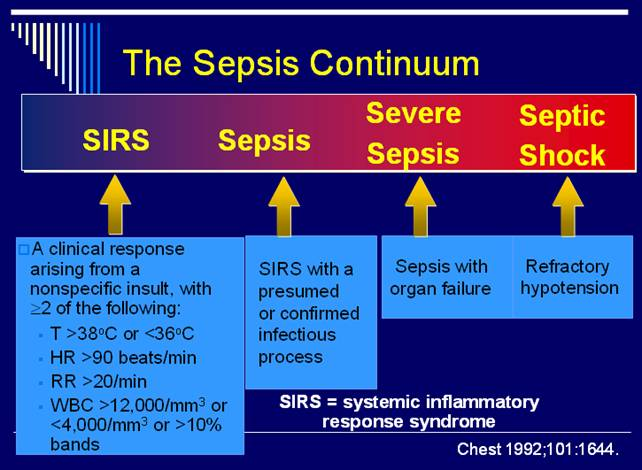 The Sepsis Continuum
SIRS
Sepsis
Severe
Sepsis
Septic
Shock
A clinical response
arising from a
nonspecific insult, with
≥2 of the following:
T >38ºC or <36ºC
HR >90 beats/min
RR >20/min
WBC >12,000/mm³ or
<4,000/mm³ or >10%
bands
SIRS with a
presumed
or confirmed
infectious
process
Sepsis with
organ failure
Refractory
hypotension
SIRS = systemic inflammatory
response syndrome
Chest 1992;101:1644.